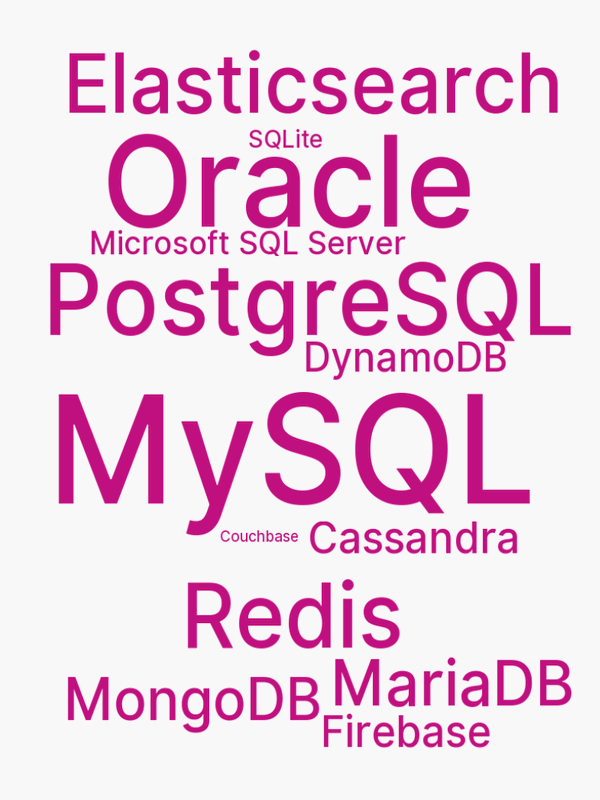 Elasticsearch
SQLite
Oracle
Microsoft SQL Server
PostgreSQL
DynamoDB
MySQL
Couchbase
Cassandra
Redis
MariaDB
MongoDB
Firebase